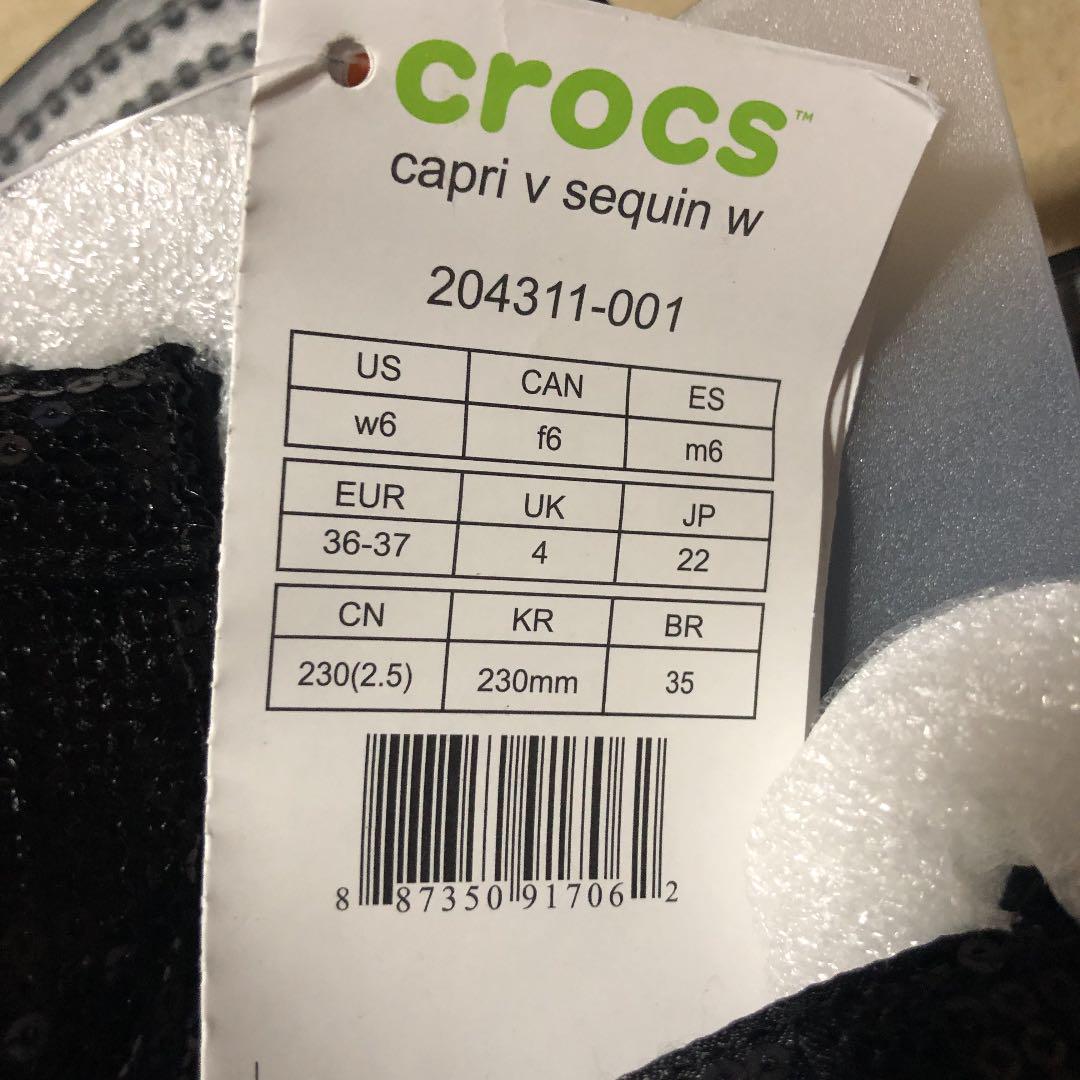 crocs™
capri v sequin w
204311-001
US CAN ES
w6 f6 m6
EUR UK JP
36-37 4 22
CN KR BR
230(2.5) 230mm 35
8 87350 91706 2